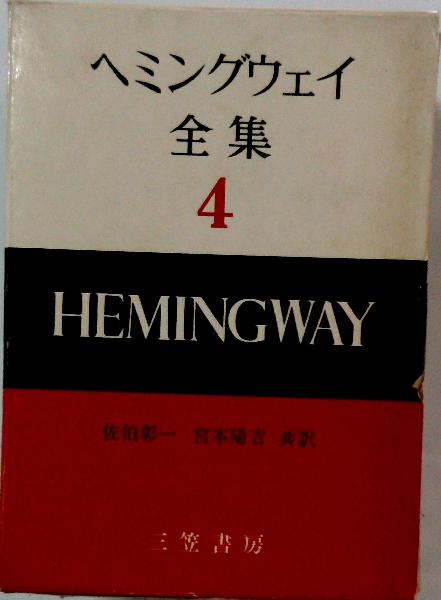 ヘミングウェイ
全集
4
HEMINGWAY
佐伯彰一 宮本陽吉 共訳
三笠書房